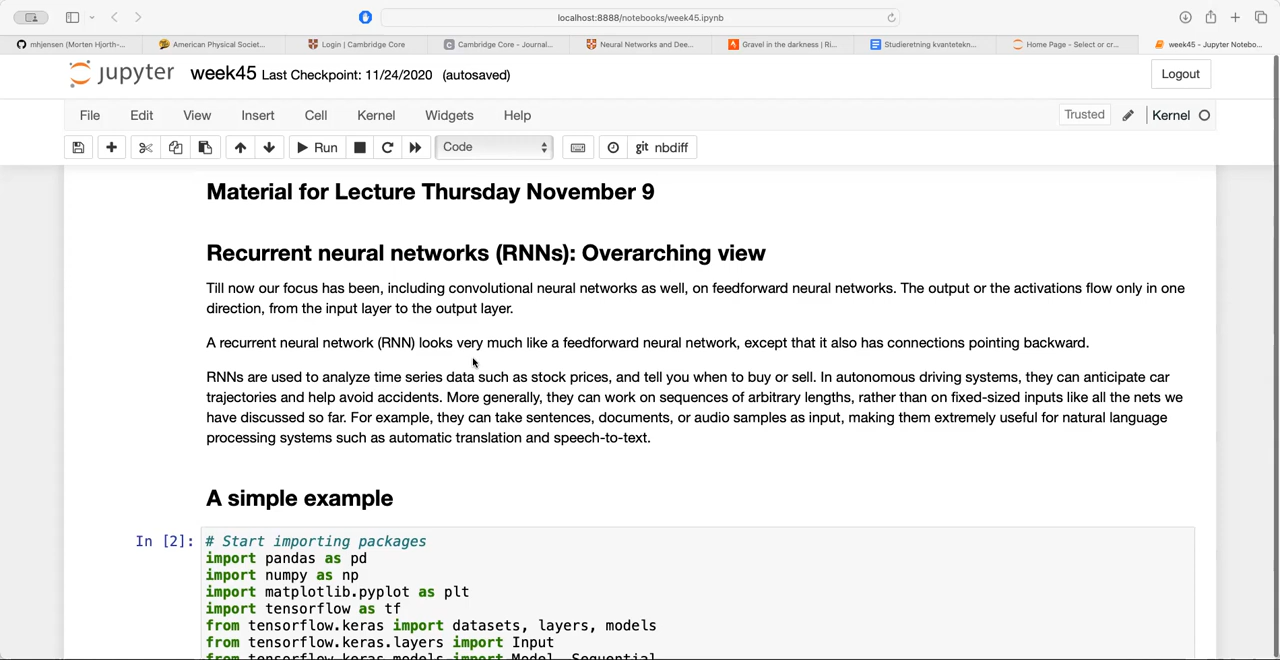 localhost:8888/notebooks/week45.ipynb
mhjensen (Morten Hjorth-...
American Physical Societ...
Login | Cambridge Core
Cambridge Core - Journal...
Neural Networks and Dee...
Gravel in the darkness | Ri...
Studieretning kvantetekn...
Home Page - Select or cr...
week45 - Jupyter Notebo...
jupyter week45 Last Checkpoint: 11/24/2020 (autosaved)
Logout
File Edit View Insert Cell Kernel Widgets Help
Trusted
Kernel
Run
Code
git nbdiff
Material for Lecture Thursday November 9
Recurrent neural networks (RNNs): Overarching view
Till now our focus has been, including convolutional neural networks as well, on feedforward neural networks. The output or the activations flow only in one
direction, from the input layer to the output layer.
A recurrent neural network (RNN) looks very much like a feedforward neural network, except that it also has connections pointing backward.
RNNs are used to analyze time series data such as stock prices, and tell you when to buy or sell. In autonomous driving systems, they can anticipate car
trajectories and help avoid accidents. More generally, they can work on sequences of arbitrary lengths, rather than on fixed-sized inputs like all the nets we
have discussed so far. For example, they can take sentences, documents, or audio samples as input, making them extremely useful for natural language
processing systems such as automatic translation and speech-to-text.
A simple example
In [2]: # Start importing packages
import pandas as pd
import numpy as np
import matplotlib.pyplot as plt
import tensorflow as tf
from tensorflow.keras import datasets, layers, models
from tensorflow.keras.layers import Input
from tensorflow.keras.models import Model, Sequential